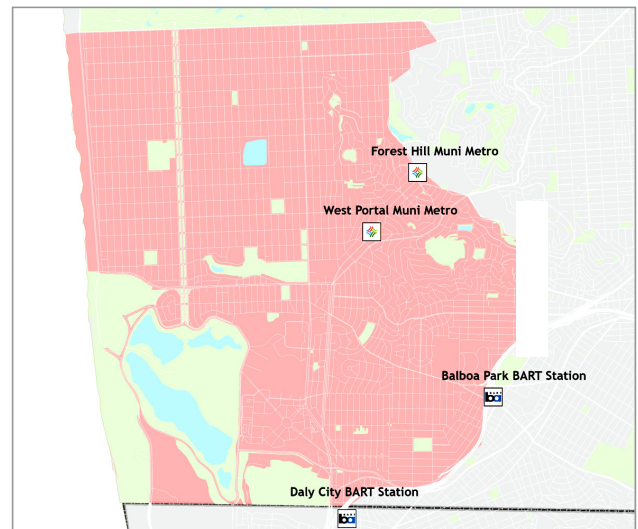 Forest Hill Muni Metro
West Portal Muni Metro
Balboa Park BART Station
Daly City BART Station